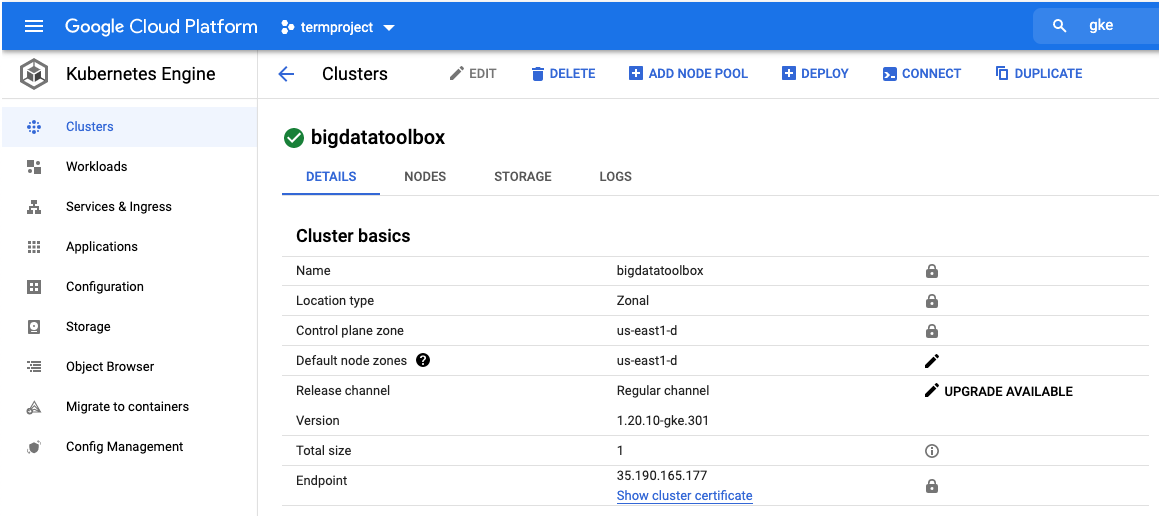 Google Cloud Platform termproject gke
Kubernetes Engine
Clusters
Workloads
Services & Ingress
Applications
Configuration
Storage
Object Browser
Migrate to containers
Config Management
Clusters EDIT DELETE ADD NODE POOL DEPLOY CONNECT DUPLICATE
bigdatatoolbox
DETAILS NODES STORAGE LOGS
Cluster basics
Name bigdatatoolbox
Location type Zonal
Control plane zone us-east1-d
Default node zones ? us-east1-d
Release channel Regular channel UPGRADE AVAILABLE
Version 1.20.10-gke.301
Total size 1
Endpoint 35.190.165.177
Show cluster certificate